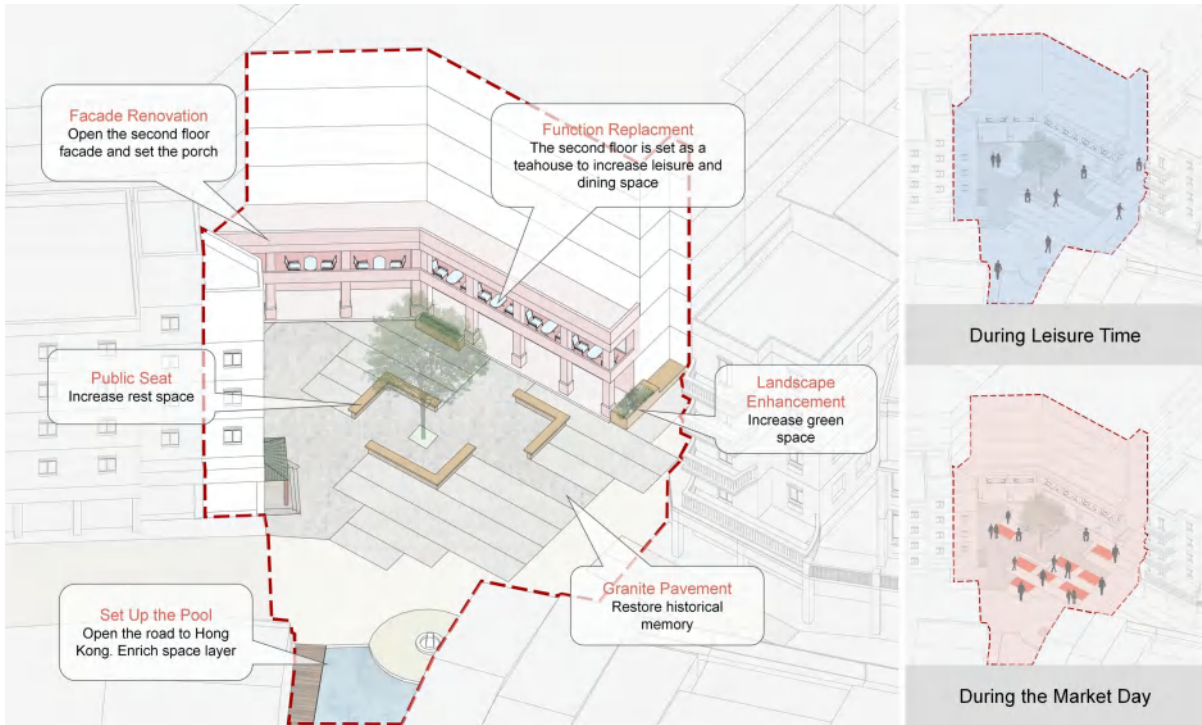 Facade Renovation
Open the second floor
facade and set the porch
Function Replacment
The second floor is set as a
teahouse to increase leisure and
dining space
Public Seat
Increase rest space
Landscape
Enhancement
Increase green
space
Granite Pavement
Restore historical
memory
Set Up the Pool
Open the road to Hong
Kong. Enrich space layer
During Leisure Time
During the Market Day